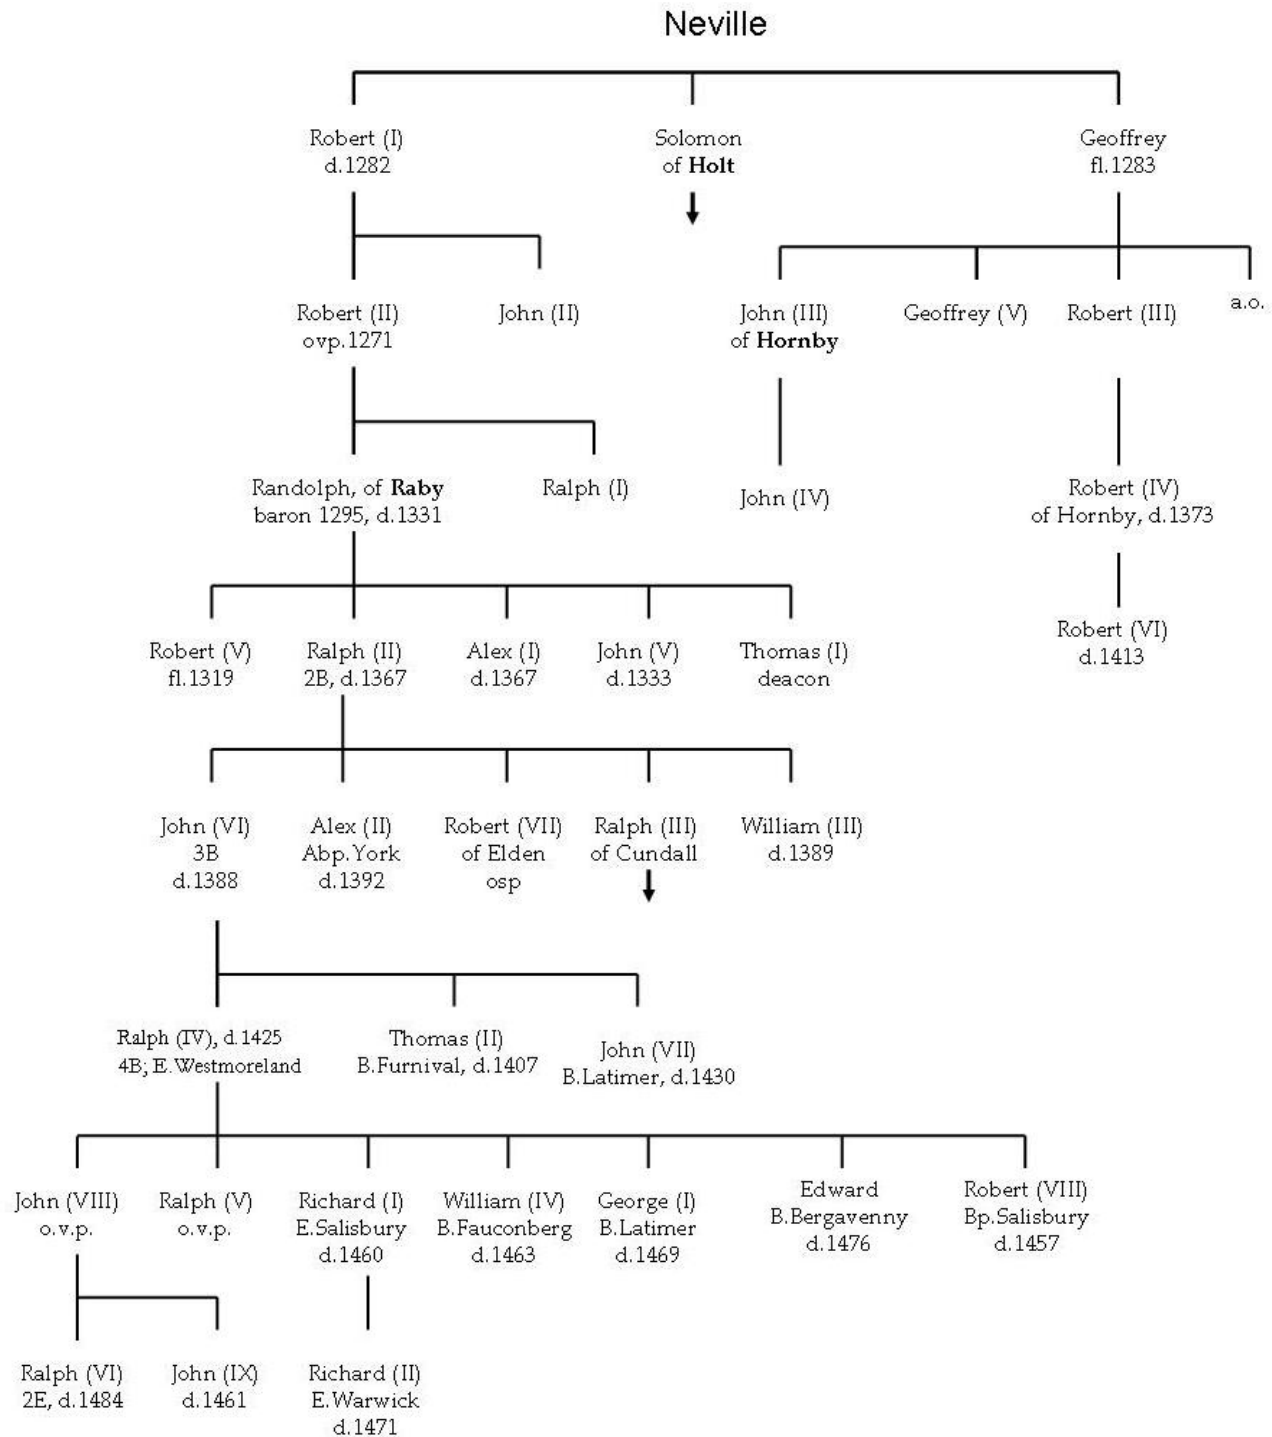 Neville
Robert (I)
d.1282
Solomon
of Holt
Geoffrey
fl.1283
Robert (II)
ovp.1271
John (II)
John (III)
of Hornby
Geoffrey (V)
Robert (III)
a.o.
Randolph, of Raby
baron 1295, d.1331
Ralph (I)
John (IV)
Robert (IV)
of Hornby, d.1373
Robert (V)
fl.1319
Ralph (II)
2B, d.1367
Alex (I)
d.1367
John (V)
d.1333
Thomas (I)
deacon
Robert (VI)
d.1413
John (VI)
3B
d.1388
Alex (II)
Abp.York
d.1392
Robert (VII)
of Elden
osp
Ralph (III)
of Cundall
William (III)
d.1389
Ralph (IV), d.1425
4B; E.Westmoreland
Thomas (II)
B.Furnival, d.1407
John (VII)
B.Latimer, d.1430
John (VIII)
o.v.p.
Ralph (V)
o.v.p.
Richard (I)
E.Salisbury
d.1460
William (IV)
B.Fauconberg
d.1463
George (I)
B.Latimer
d.1469
Edward
B.Bergavenny
d.1476
Robert (VIII)
Bp.Salisbury
d.1457
Ralph (VI)
2E, d.1484
John (IX)
d.1461
Richard (II)
E.Warwick
d.1471